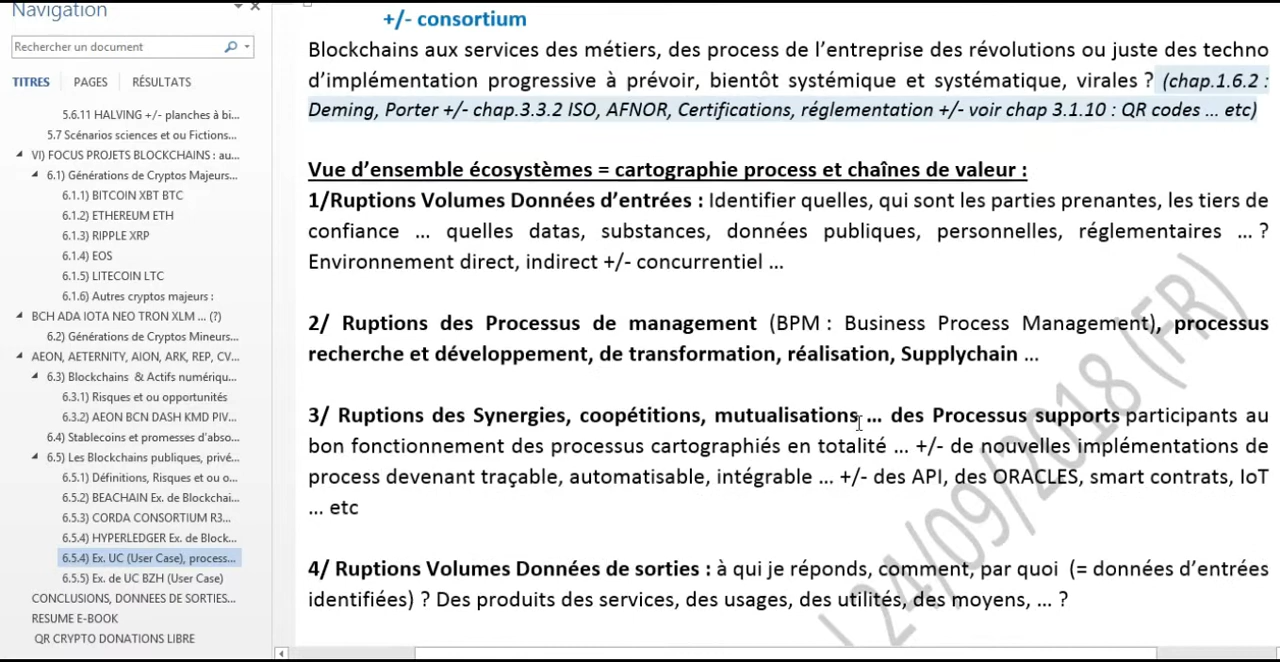 Navigation
Rechercher un document
TITRES PAGES RÉSULTATS
5.6.11 HALVING +/- planches à bi...
5.7 Scénarios sciences et ou Fictions...
VI) FOCUS PROJETS BLOCKCHAINS : au...
6.1) Générations de Cryptos Majeurs...
6.1.1) BITCOIN XBT BTC
6.1.2) ETHEREUM ETH
6.1.3) RIPPLE XRP
6.1.4) EOS
6.1.5) LITECOIN LTC
6.1.6) Autres cryptos majeurs :
BCH ADA IOTA NEO TRON XLM ... (?)
6.2) Générations de Cryptos Mineurs...
AEON, AETERNITY, AION, ARK, REP, CV...
6.3) Blockchains & Actifs numériqu...
6.3.1) Risques et ou opportunités
6.3.2) AEON BCN DASH KMD PIV...
6.4) Stablecoins et promesses d'abso...
6.5) Les Blockchains publiques, privé...
6.5.1) Définitions, Risques et ou o...
6.5.2) BEACHAIN Ex. de Blockchai...
6.5.3) CORDA CONSORTIUM R3...
6.5.4) HYPERLEDGER Ex. de Block...
6.5.4) Ex. UC (User Case), process...
6.5.5) Ex. de UC BZH (User Case)
CONCLUSIONS, DONNEES DE SORTIES...
RESUME E-BOOK
QR CRYPTO DONATIONS LIBRE
+/- consortium
Blockchains aux services des métiers, des process de l'entreprise des révolutions ou juste des techno
d'implémentation progressive à prévoir, bientôt systémique et systématique, virales ? (chap.1.6.2 :
Deming, Porter +/- chap.3.3.2 ISO, AFNOR, Certifications, réglementation +/- voir chap 3.1.10 : QR codes ... etc)
Vue d'ensemble écosystèmes = cartographie process et chaînes de valeur :
1/Ruptions Volumes Données d'entrées : Identifier quelles, qui sont les parties prenantes, les tiers de
confiance ... quelles datas, substances, données publiques, personnelles, réglementaires ... ?
Environnement direct, indirect +/- concurrentiel ...
2/ Ruptions des Processus de management (BPM : Business Process Management), processus
recherche et développement, de transformation, réalisation, Supplychain ...
3/ Ruptions des Synergies, coopétitions, mutualisations ... des Processus supports participants au
bon fonctionnement des processus cartographiés en totalité ... +/- de nouvelles implémentations de
process devenant traçable, automatisable, intégrable ... +/- des API, des ORACLES, smart contrats, IoT
... etc
4/ Ruptions Volumes Données de sorties : à qui je réponds, comment, par quoi (= données d'entrées
identifiées) ? Des produits des services, des usages, des utilités, des moyens, ... ?
24/09/2018 (FR)